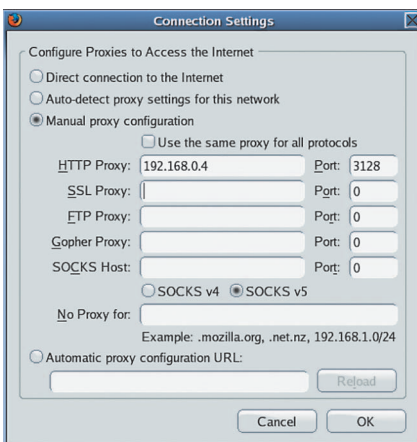 Connection Settings
Configure Proxies to Access the Internet
Direct connection to the Internet
Auto-detect proxy settings for this network
Manual proxy configuration
Use the same proxy for all protocols
HTTP Proxy: 192.168.0.4 Port: 3128
SSL Proxy: Port: 0
FTP Proxy: Port: 0
Gopher Proxy: Port: 0
SOCKS Host: Port: 0
SOCKS v4 SOCKS v5
No Proxy for:
Example: .mozilla.org, .net.nz, 192.168.1.0/24
Automatic proxy configuration URL:
Reload
Cancel OK